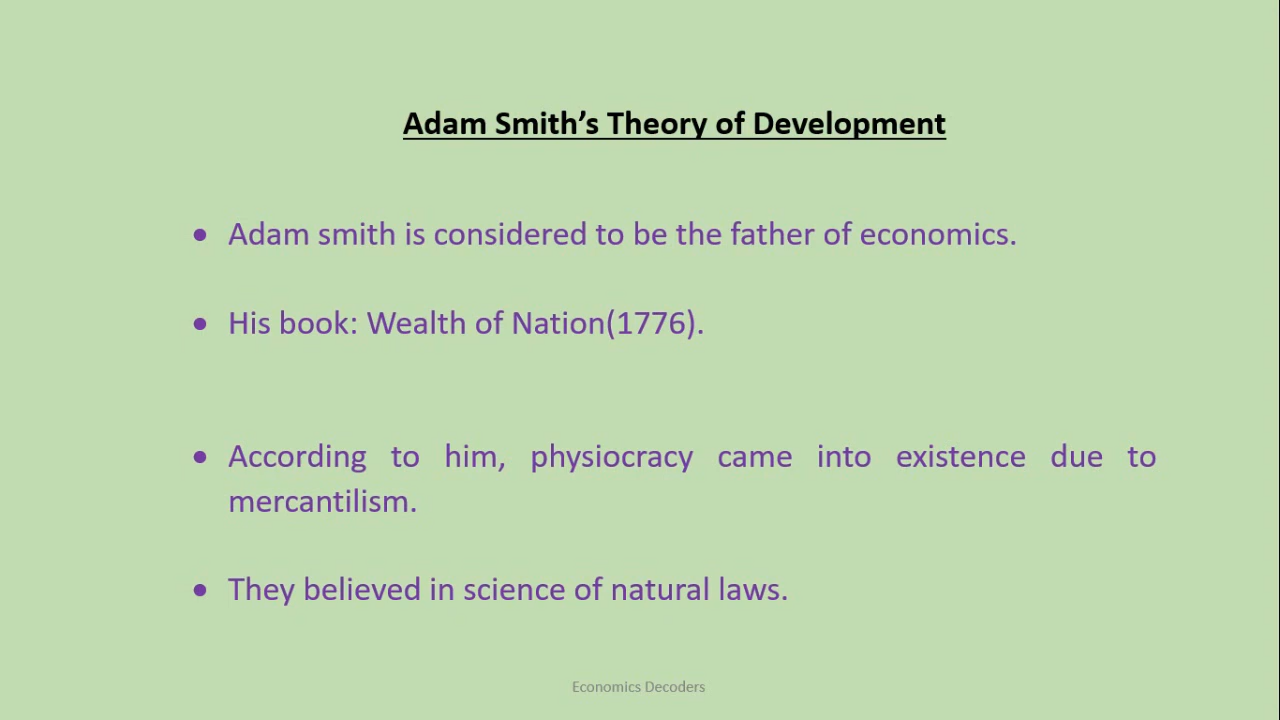 Adam Smith’s Theory of Development
• Adam smith is considered to be the father of economics.
• His book: Wealth of Nation(1776).
• According to him, physiocracy came into existence due to
mercantilism.
• They believed in science of natural laws.
Economics Decoders